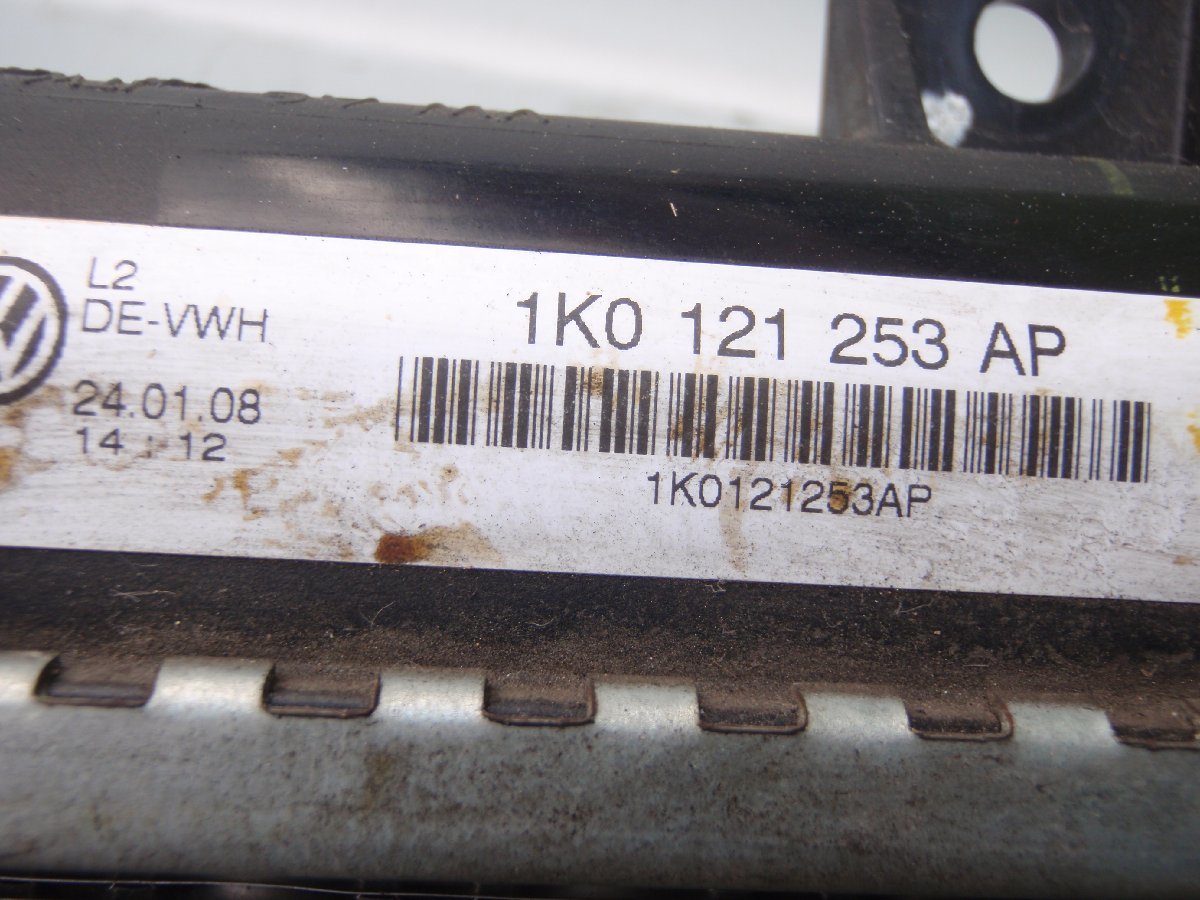 L2
DE-VWH
24.01.08
14 : 12
1K0 121 253 AP
1K0121253AP